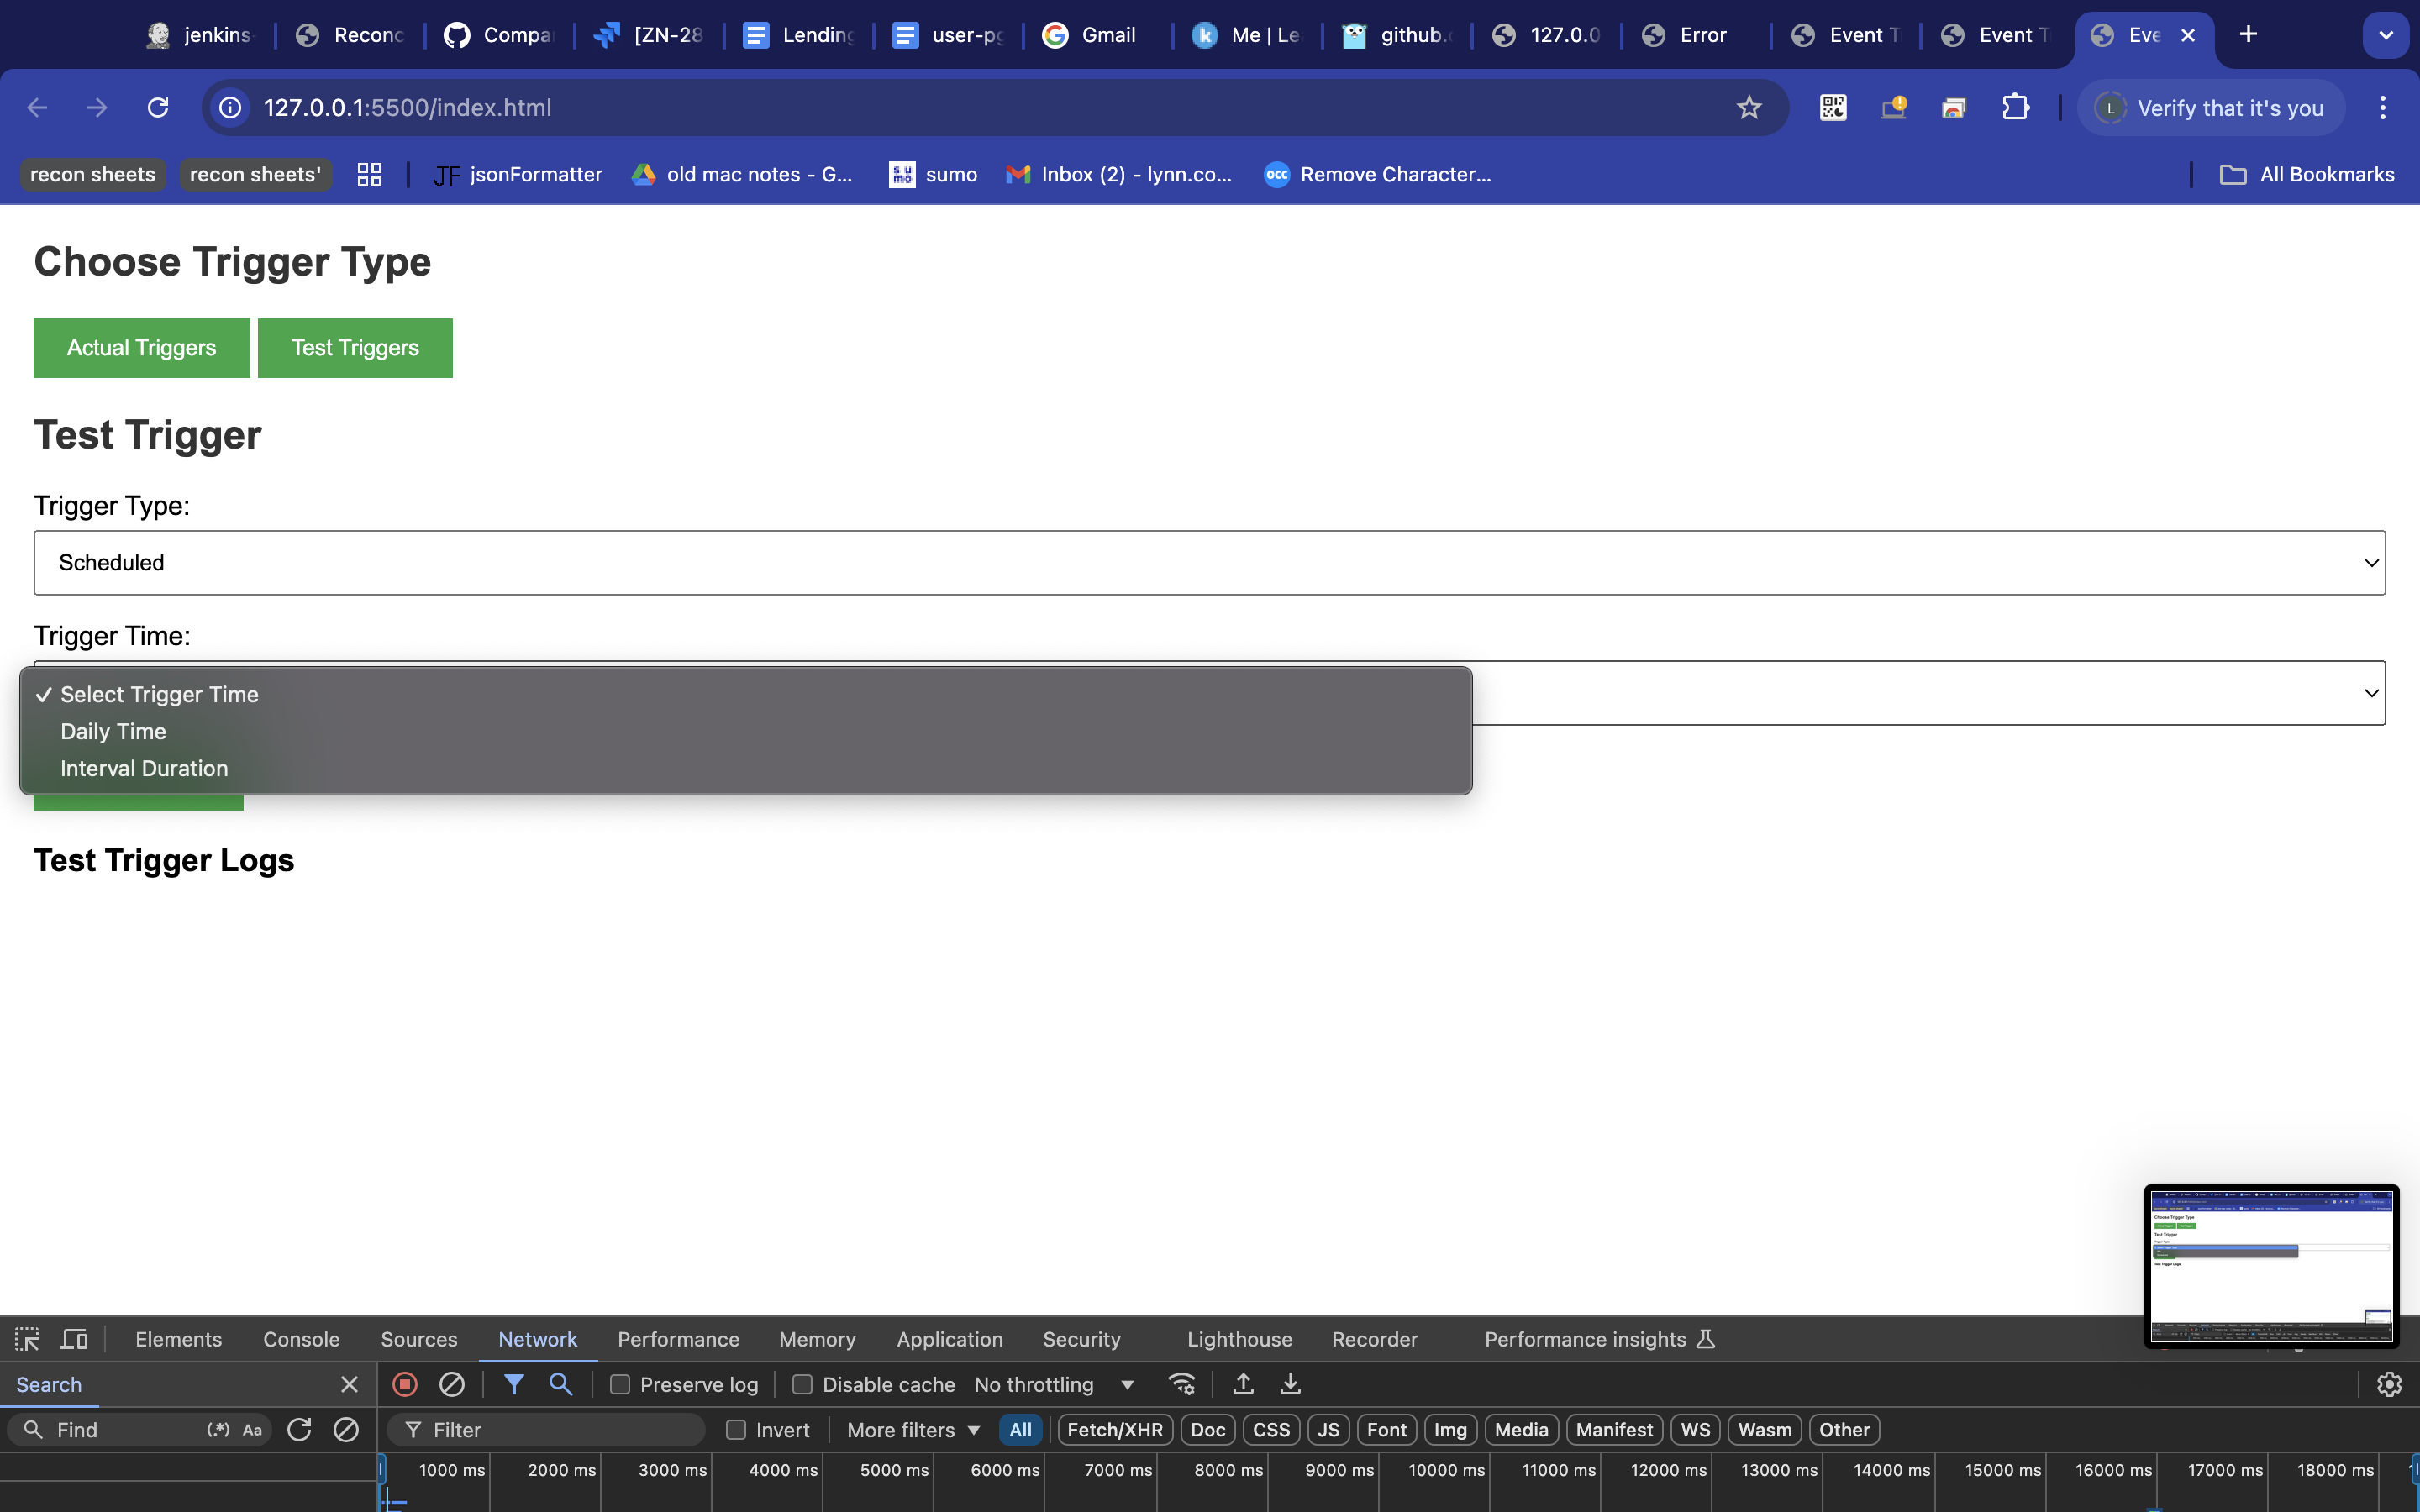 jenkins-
Reconc
Compar
[ZN-28
Lending
user-pg
Gmail
Me | Le
github.c
127.0.0
Error
Event T
Event T
Eve
127.0.0.1:5500/index.html
L
Verify that it's you
recon sheets
recon sheets'
JF jsonFormatter
old mac notes - G...
sumo
Inbox (2) - lynn.co...
OCC Remove Character...
All Bookmarks
Choose Trigger Type
Actual Triggers
Test Triggers
Test Trigger
Trigger Type:
Scheduled
Trigger Time:
✓ Select Trigger Time
Daily Time
Interval Duration
Test Trigger Logs
Elements
Console
Sources
Network
Performance
Memory
Application
Security
Lighthouse
Recorder
Performance insights
Search
Preserve log
Disable cache
No throttling
Find
(.*)
Aa
Filter
Invert
More filters
All
Fetch/XHR
Doc
CSS
JS
Font
Img
Media
Manifest
WS
Wasm
Other
1000 ms
2000 ms
3000 ms
4000 ms
5000 ms
6000 ms
7000 ms
8000 ms
9000 ms
10000 ms
11000 ms
12000 ms
13000 ms
14000 ms
15000 ms
16000 ms
17000 ms
18000 ms